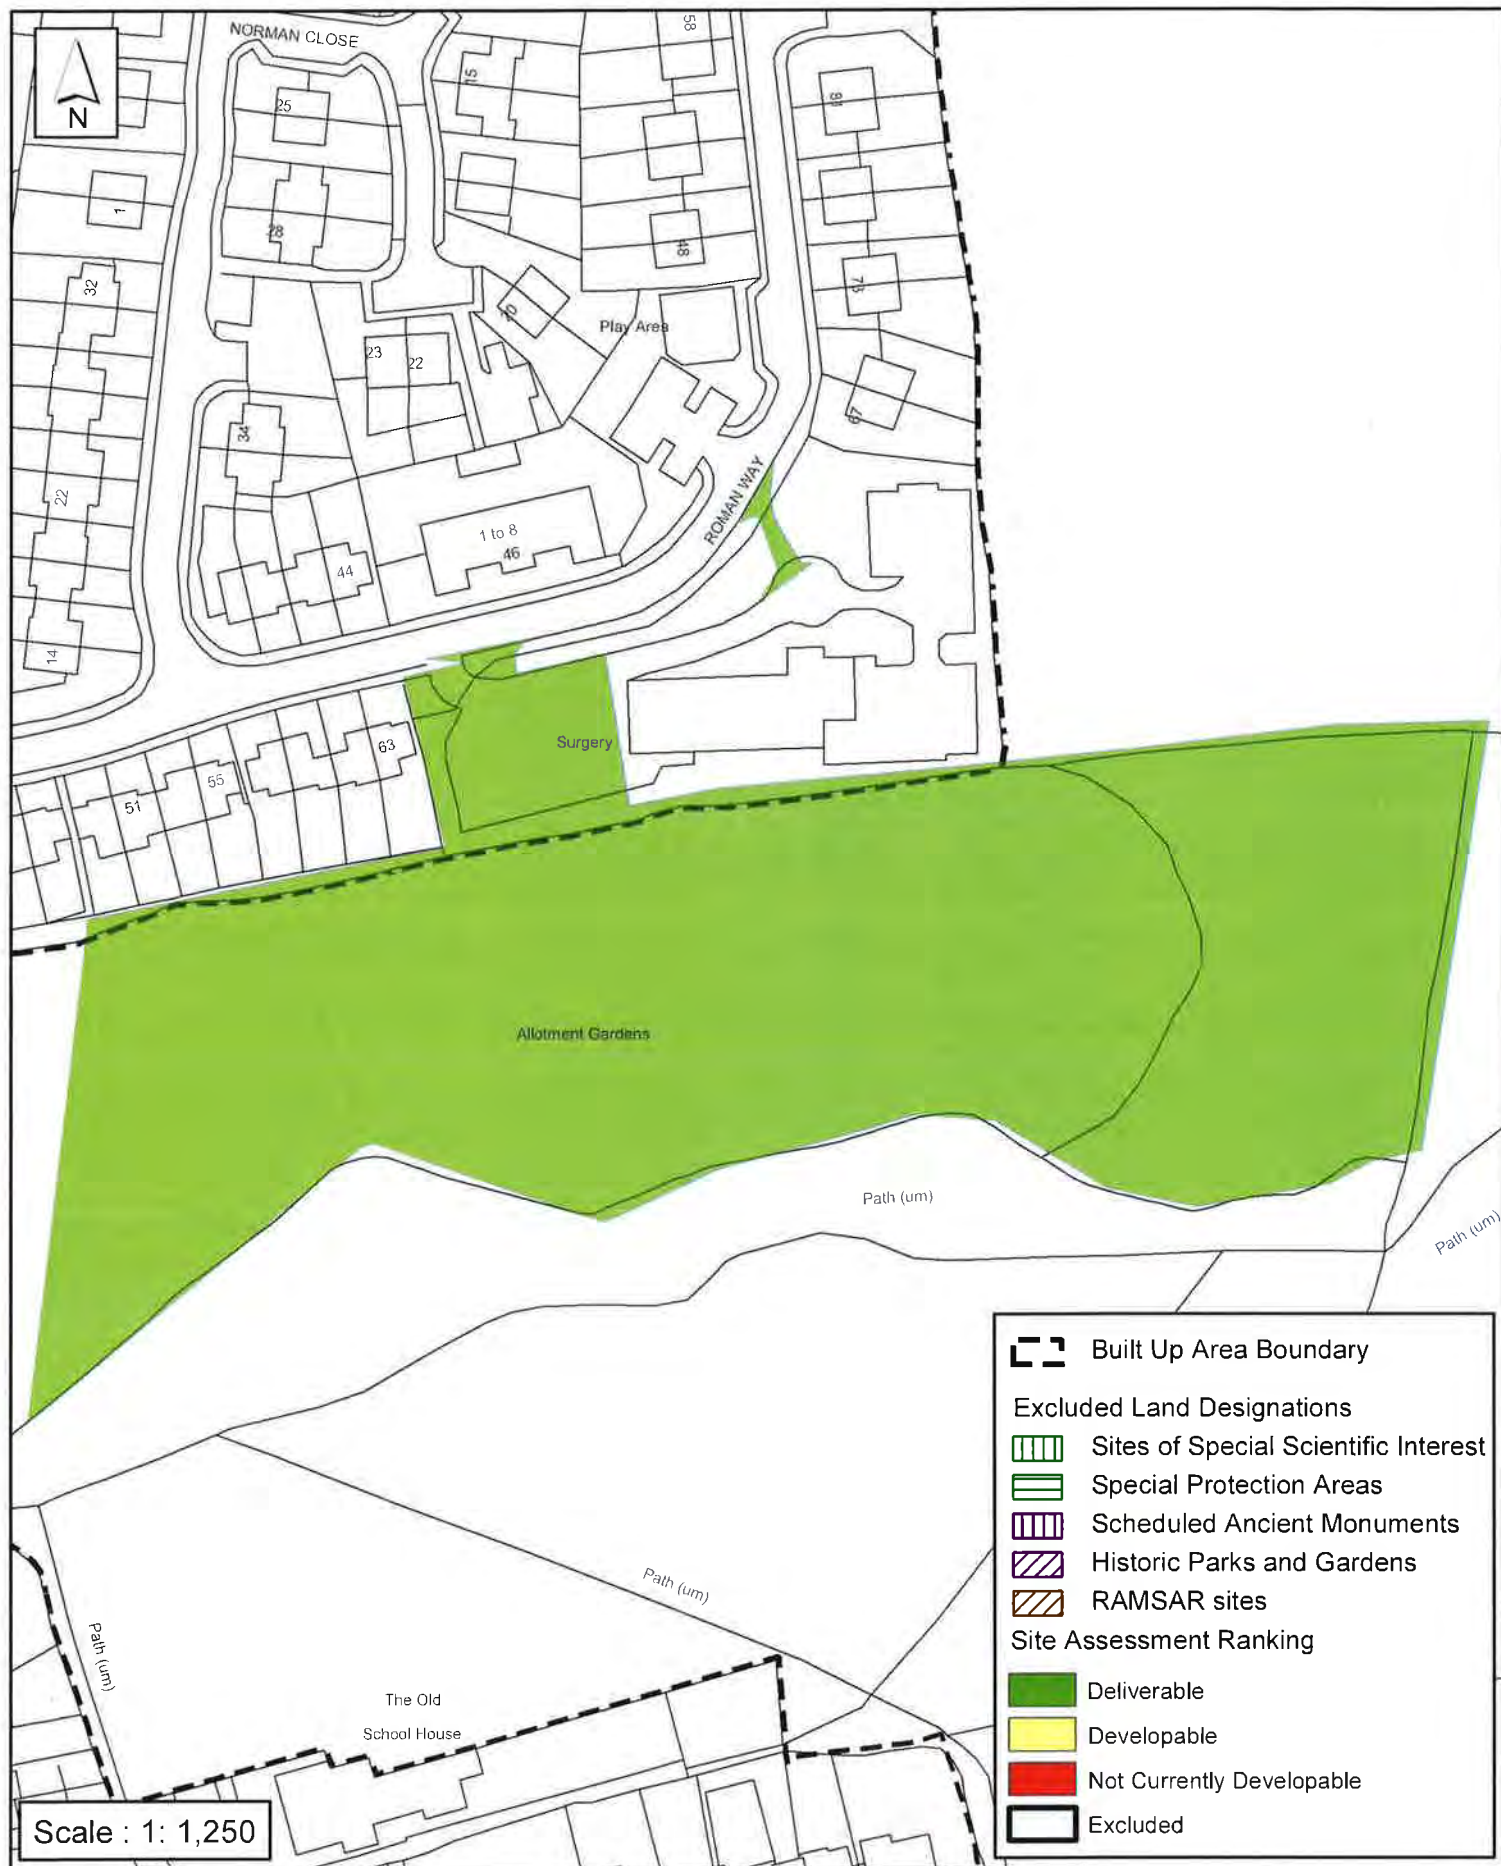 NORMAN CLOSE
58
N
25
15
81
1
28
48
32
73
20
Play Area
23
22
67
34
ROMAN WAY
22
1 to 8
46
44
14
Surgery
63
55
51
Allotment Gardens
Path (um)
Path (um)
Built Up Area Boundary
Excluded Land Designations
Sites of Special Scientific Interest
Special Protection Areas
Scheduled Ancient Monuments
Historic Parks and Gardens
RAMSAR sites
Site Assessment Ranking
Deliverable
Developable
Not Currently Developable
Excluded
Path (um)
Path (um)
The Old
School House
Scale : 1: 1,250